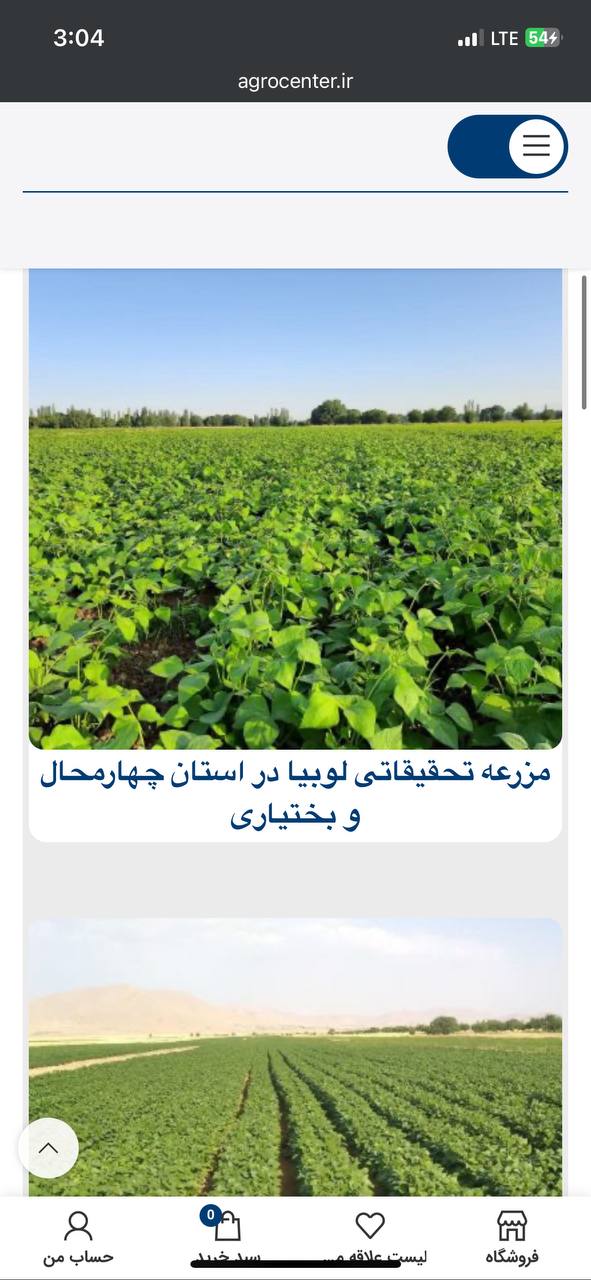 3:04 LTE 54
agrocenter.ir
مزرعه تحقیقاتی لوبیا در استان چهارمحال
و بختیاری
فروشگاه لیست علاقه م... سبد خرید 0 حساب من